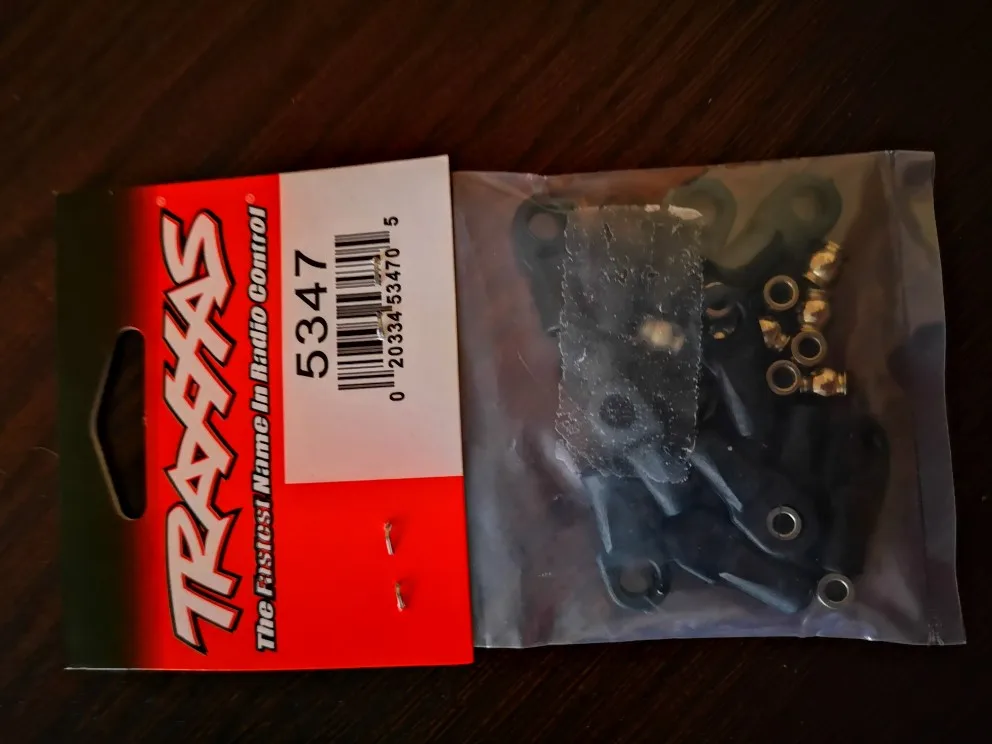 TRAXXAS®
The Fastest Name In Radio Control®
5347
0 20334 53470 5